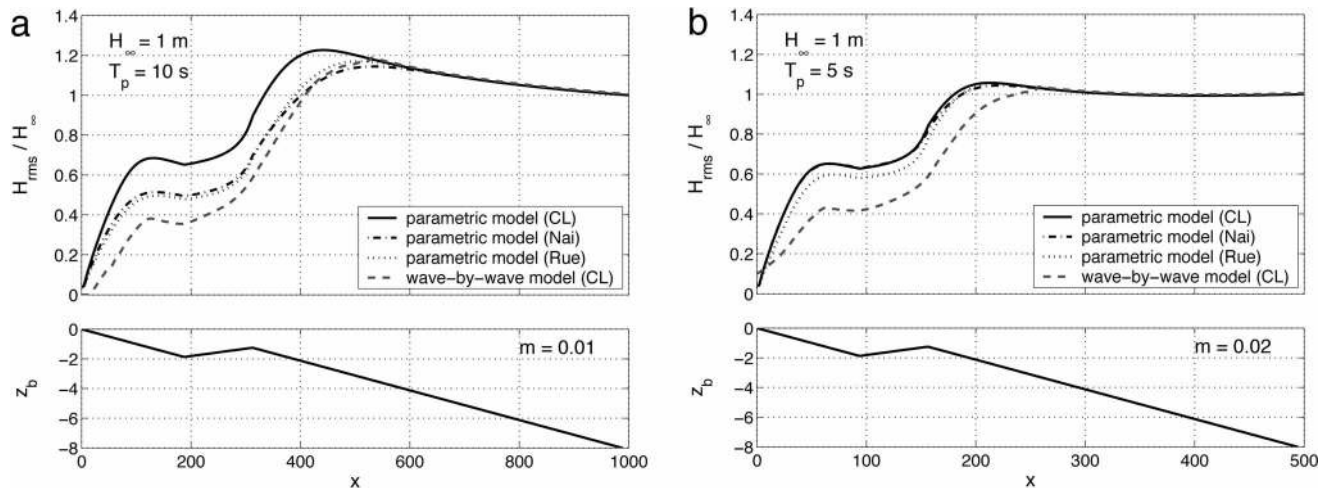 a
H∞ = 1 m
Tp = 10 s
Hrms / H∞
1.4
1.2
1
0.8
0.6
0.4
0.2
0
parametric model (CL)
parametric model (Nai)
parametric model (Rue)
wave−by−wave model (CL)
zb
0
−2
−4
−6
−8
m = 0.01
0 200 400 600 800 1000
x
b
H∞ = 1 m
Tp = 5 s
Hrms / H∞
1.4
1.2
1
0.8
0.6
0.4
0.2
0
parametric model (CL)
parametric model (Nai)
parametric model (Rue)
wave−by−wave model (CL)
zb
0
−2
−4
−6
−8
m = 0.02
0 100 200 300 400 500
x